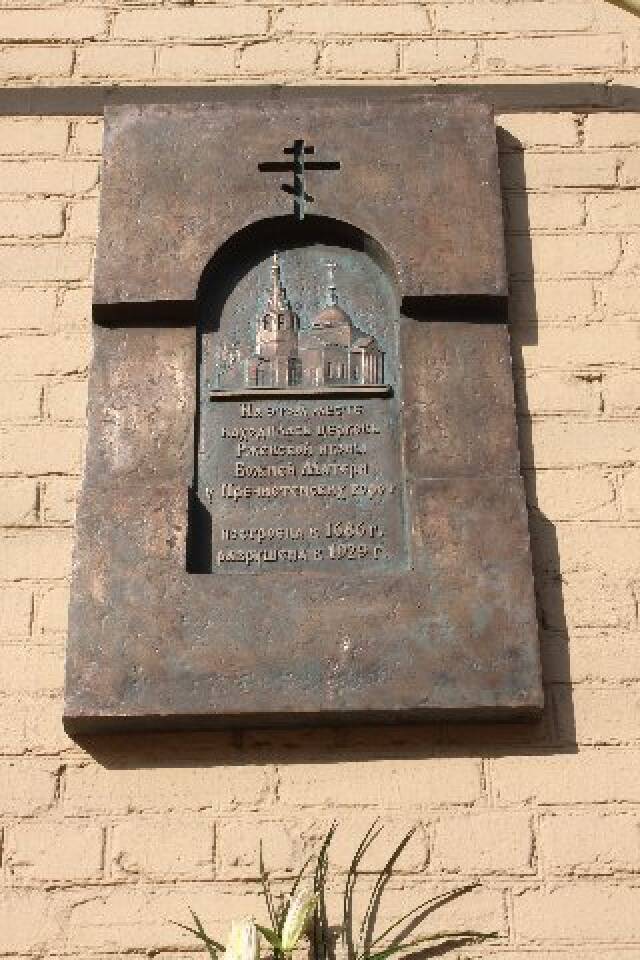 На этом месте
находилась церковь
Ржевской иконы
Божией Матери
у Пречистенских ворот
построена в 1686 г.
разрушена в 1929 г.